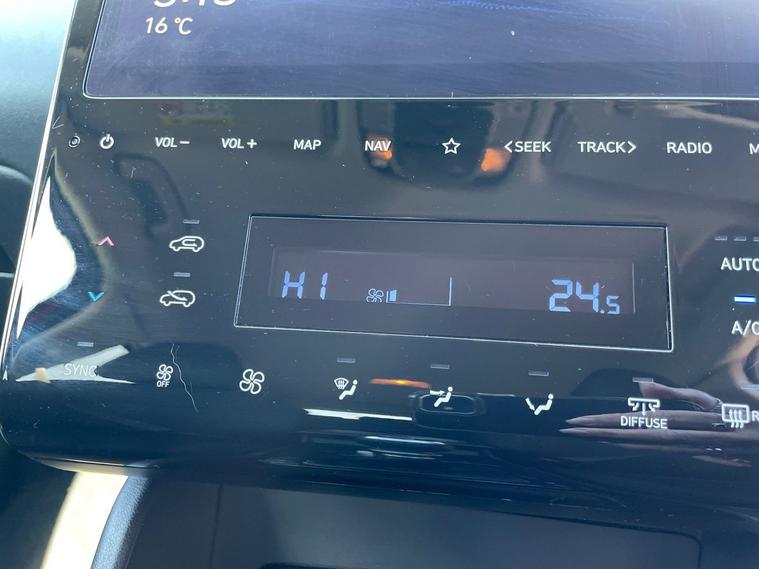 16 °C
VOL− VOL+ MAP NAV <SEEK TRACK> RADIO
HI 24.5
AUTO
A/C
SYNC OFF
DIFFUSE